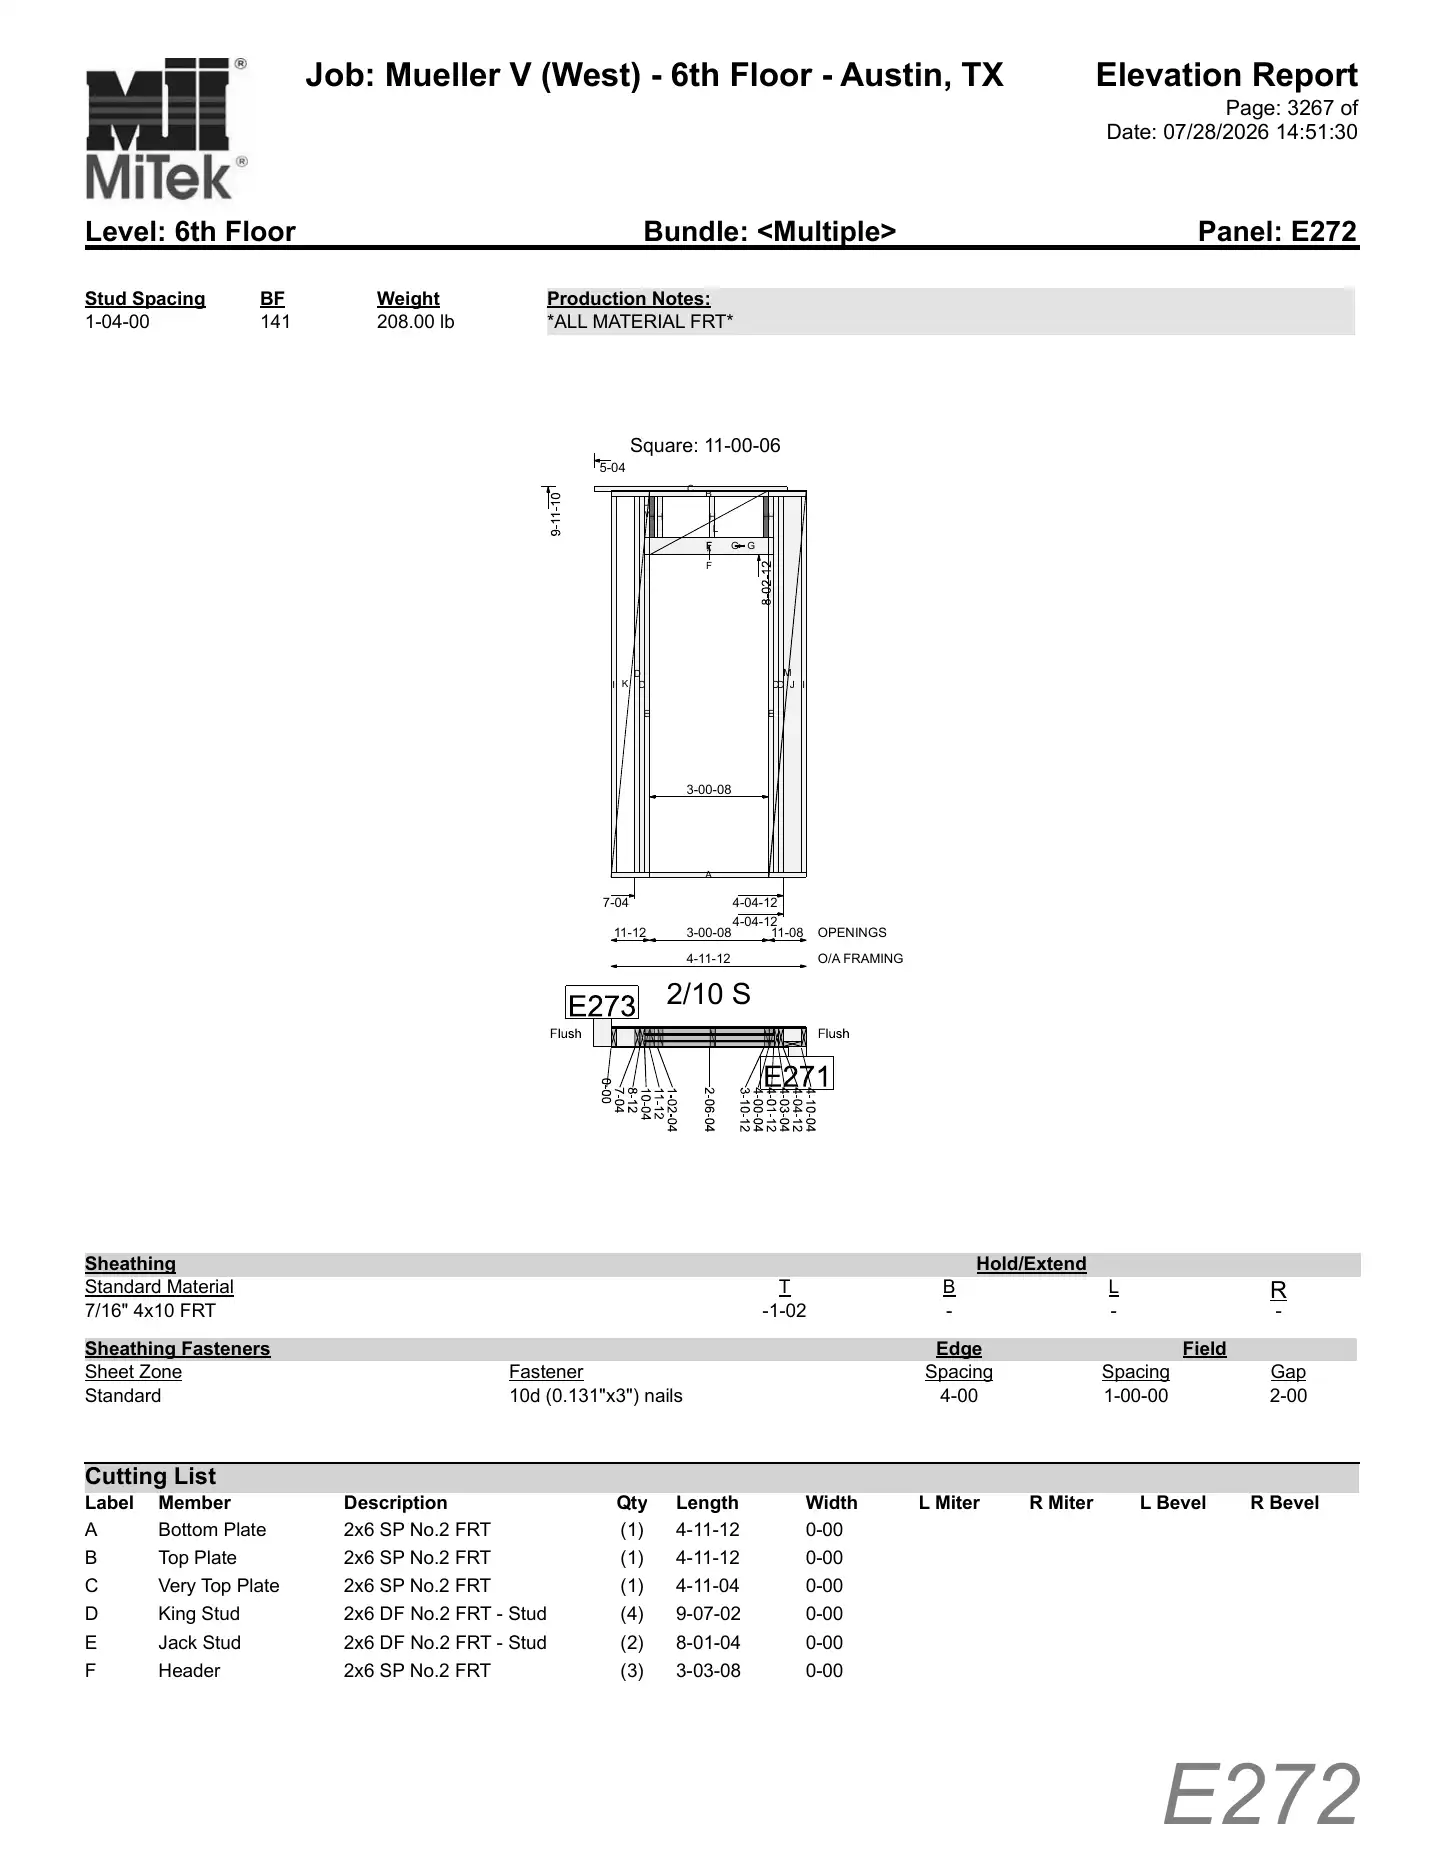 MiTek®
Job: Mueller V (West) - 6th Floor - Austin, TX
Elevation Report
Page: 3267 of
Date: 07/28/2026 14:51:30
Level: 6th Floor Bundle: <Multiple> Panel: E272
Stud Spacing BF Weight Production Notes:
1-04-00 141 208.00 lb *ALL MATERIAL FRT*
Square: 11-00-06
5-04
9-11-10
C
B
L
G G
F
8-02-12
D M
I K D J I
E E
3-00-08
A
7-04 4-04-12
4-04-12
11-12 3-00-08 11-08 OPENINGS
4-11-12 O/A FRAMING
E273 2/10 S
Flush Flush
E271
0-00 7-04 8-12 10-04 11-12 1-02-04 2-06-04 3-10-12 4-00-04 4-01-12 4-03-04 4-04-12 4-10-04
Sheathing Hold/Extend
Standard Material T B L R
7/16" 4x10 FRT -1-02 - - -
Sheathing Fasteners Edge Field
Sheet Zone Fastener Spacing Spacing Gap
Standard 10d (0.131"x3") nails 4-00 1-00-00 2-00
Cutting List
Label Member Description Qty Length Width L Miter R Miter L Bevel R Bevel
A Bottom Plate 2x6 SP No.2 FRT (1) 4-11-12 0-00
B Top Plate 2x6 SP No.2 FRT (1) 4-11-12 0-00
C Very Top Plate 2x6 SP No.2 FRT (1) 4-11-04 0-00
D King Stud 2x6 DF No.2 FRT - Stud (4) 9-07-02 0-00
E Jack Stud 2x6 DF No.2 FRT - Stud (2) 8-01-04 0-00
F Header 2x6 SP No.2 FRT (3) 3-03-08 0-00
E272